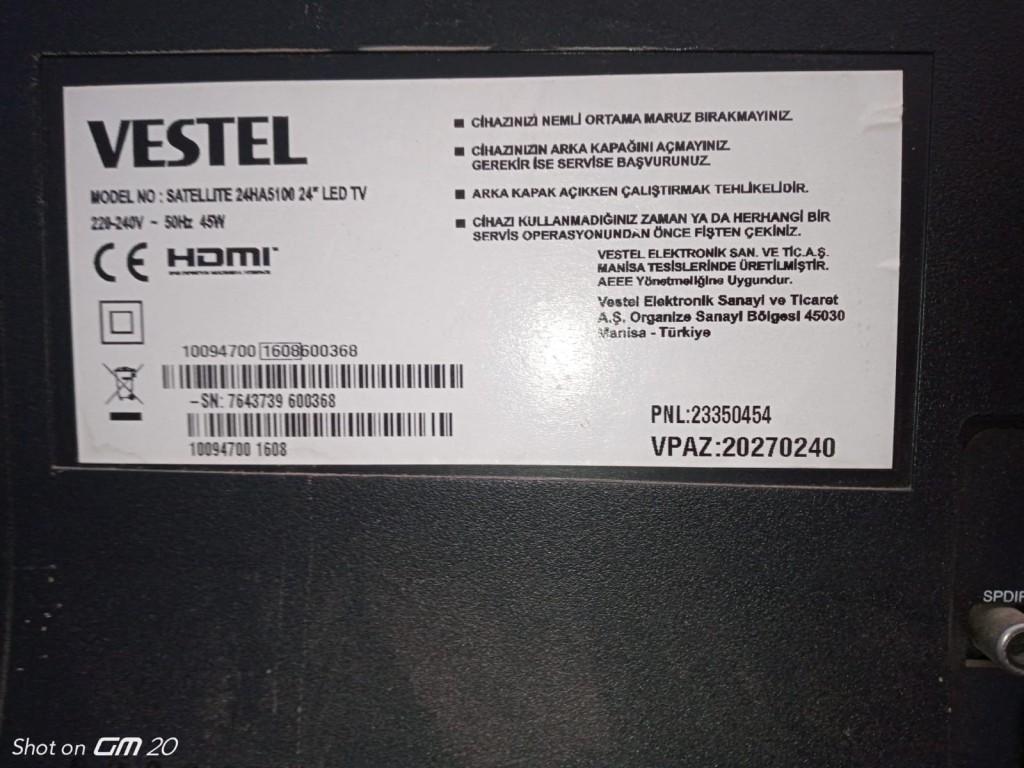 VESTEL
MODEL NO : SATELLITE 24HA5100 24" LED TV
220-240V ~ 50Hz 45W
CE HDMI
10094700 1608600368
-SN: 7643739 600368
10094700 1608
■ CİHAZINIZI NEMLİ ORTAMA MARUZ BIRAKMAYINIZ.
■ CİHAZINIZIN ARKA KAPAĞINI AÇMAYINIZ.
GEREKİR İSE SERVİSE BAŞVURUNUZ.
■ ARKA KAPAK AÇIKKEN ÇALIŞTIRMAK TEHLİKELİDİR.
■ CİHAZI KULLANMADIĞINIZ ZAMAN YA DA HERHANGİ BİR
SERVİS OPERASYONUNDAN ÖNCE FİŞTEN ÇEKİNİZ.
VESTEL ELEKTRONİK SAN. VE TİC.A.Ş.
MANİSA TESİSLERİNDE ÜRETİLMİŞTİR.
AEEE Yönetmeliğine Uygundur.
Vestel Elektronik Sanayi ve Ticaret
A.Ş. Organize Sanayi Bölgesi 45030
Manisa - Türkiye
PNL:23350454
VPAZ:20270240
SPDIF
Shot on GM 20